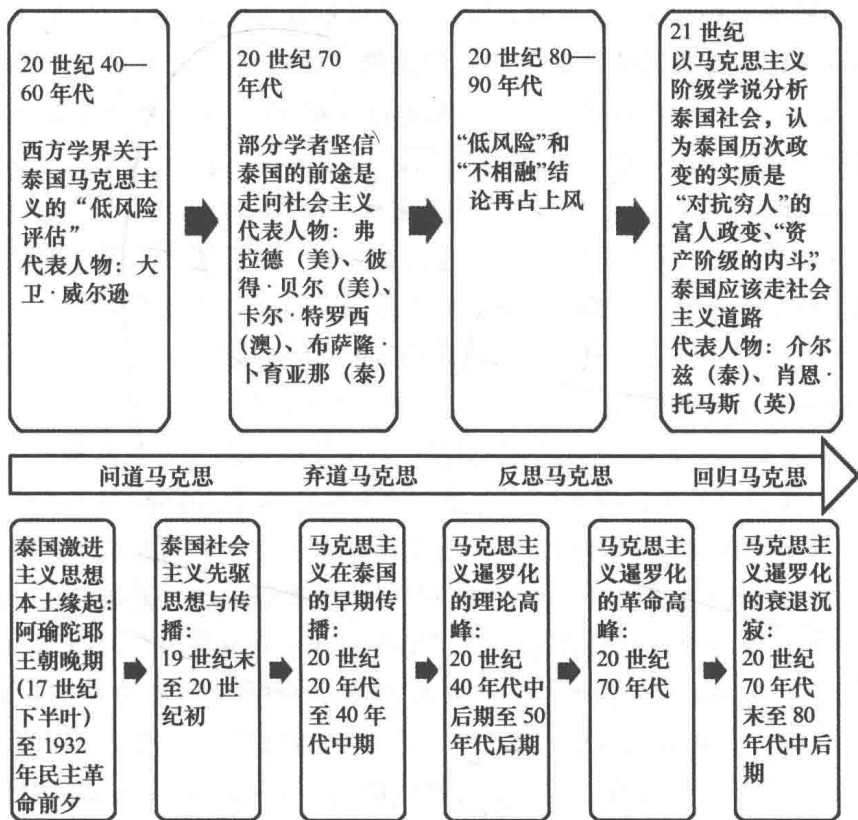 20 世纪 40—
60 年代
西方学界关于
泰国马克思主
义的“低风险
评估”
代表人物：大
卫·威尔逊
20 世纪 70
年代
部分学者坚信
泰国的前途是
走向社会主义
代表人物：弗
拉德（美）、彼
得·贝尔（美）、
卡尔·特罗西
（澳）、布萨隆·
卜育亚那（泰）
20 世纪 80—
90 年代
“低风险”和
“不相融”结
论再占上风
21 世纪
以马克思主义
阶级学说分析
泰国社会，认
为泰国历次政
变的实质是
“对抗穷人”的
富人政变、“资
产阶级的内斗”，
泰国应该走社会
主义道路
代表人物：介尔
兹（泰）、肖恩·
托马斯（英）
问道马克思 弃道马克思 反思马克思 回归马克思
泰国激进
主义思想
本土缘起：
阿瑜陀耶
王朝晚期
（17 世纪
下半叶）
至 1932
年民主革
命前夕
泰国社会
主义先驱
思想与传
播：
19 世纪末
至 20 世
纪初
马克思主
义在泰国
的早期传
播：
20 世纪
20 年代
至 40 年
代中期
马克思主
义暹罗化
的理论高
峰：
20 世纪
40 年代中
后期至 50
年代后期
马克思主
义暹罗化
的革命高
峰：
20 世纪
70 年代
马克思主
义暹罗化
的衰退沉
寂：
20 世纪
70 年代
末至 80
年代中后
期